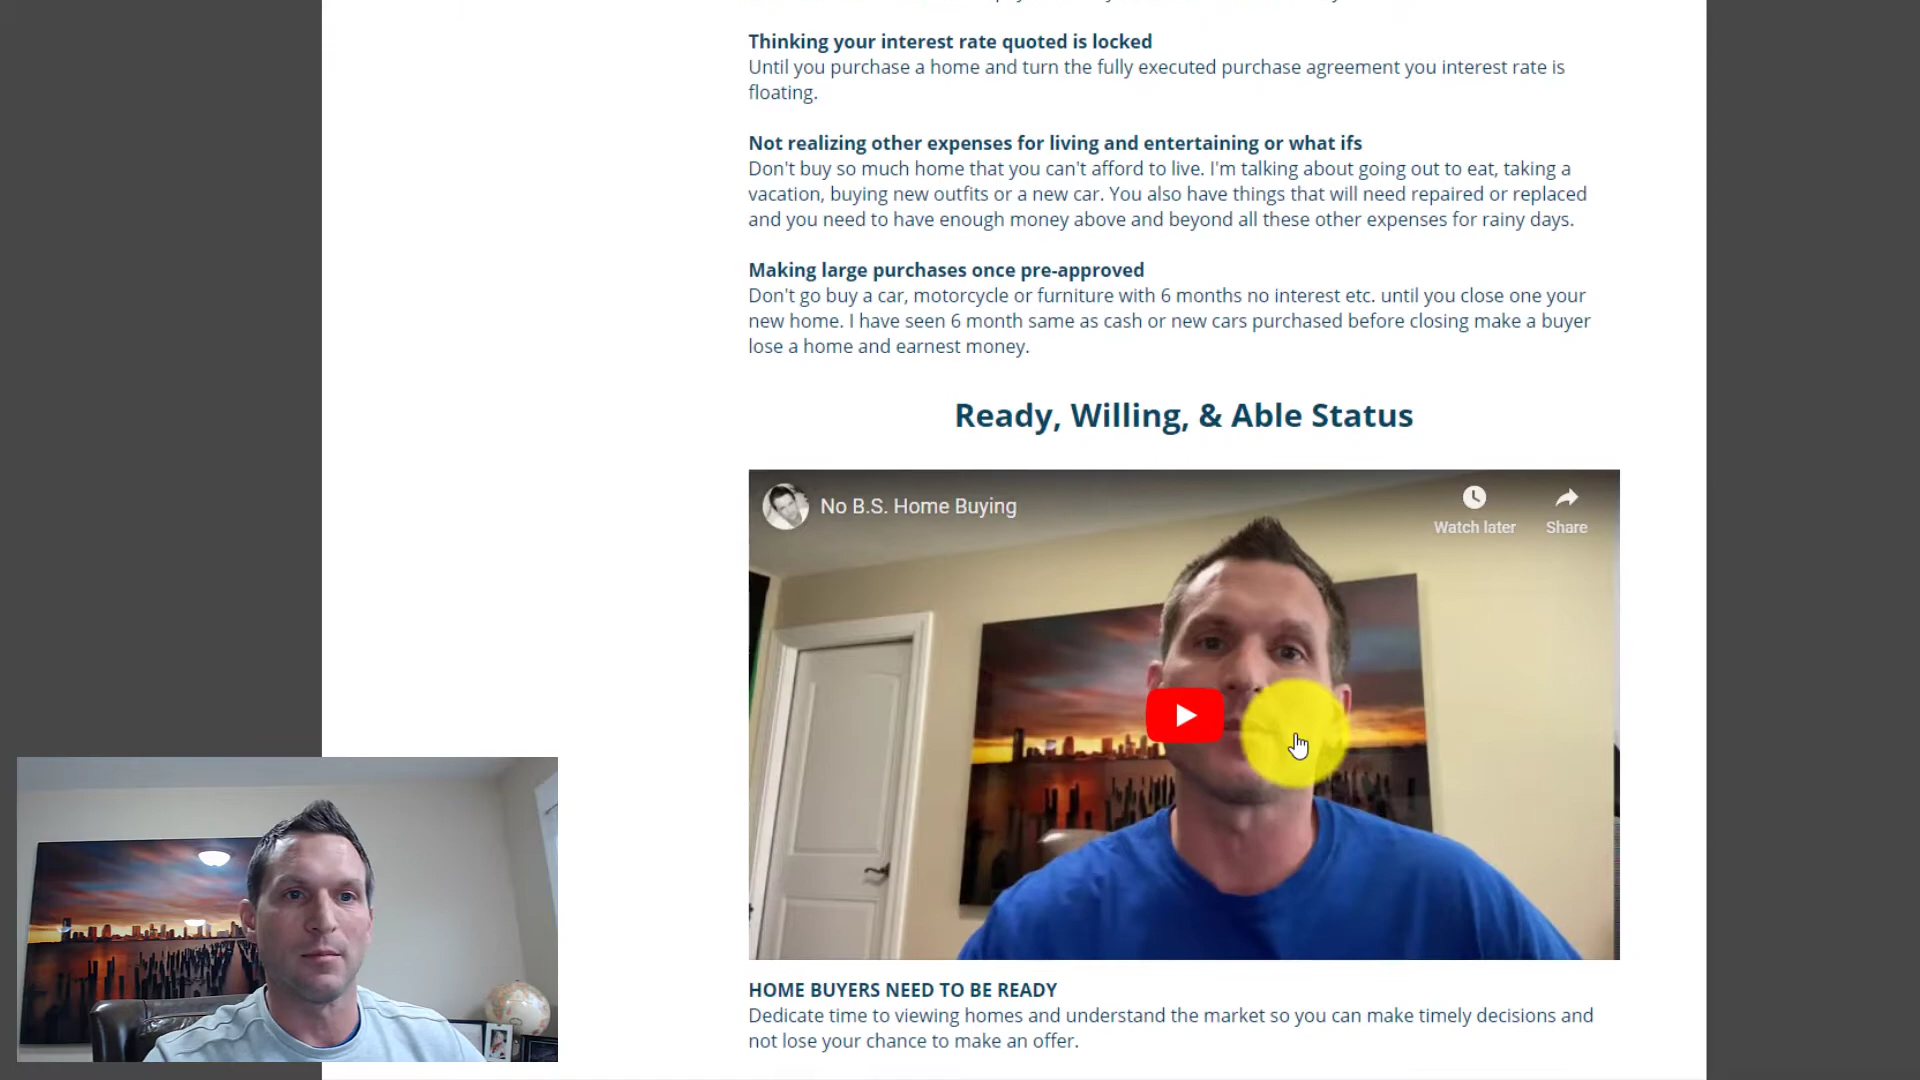 Thinking your interest rate quoted is locked
Until you purchase a home and turn the fully executed purchase agreement you interest rate is
floating.
Not realizing other expenses for living and entertaining or what ifs
Don't buy so much home that you can't afford to live. I'm talking about going out to eat, taking a
vacation, buying new outfits or a new car. You also have things that will need repaired or replaced
and you need to have enough money above and beyond all these other expenses for rainy days.
Making large purchases once pre-approved
Don't go buy a car, motorcycle or furniture with 6 months no interest etc. until you close one your
new home. I have seen 6 month same as cash or new cars purchased before closing make a buyer
lose a home and earnest money.
Ready, Willing, & Able Status
No B.S. Home Buying
Watch later
Share
HOME BUYERS NEED TO BE READY
Dedicate time to viewing homes and understand the market so you can make timely decisions and
not lose your chance to make an offer.